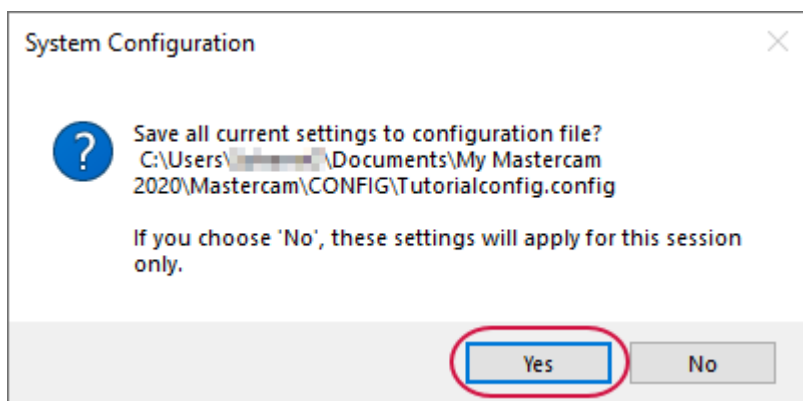 System Configuration
Save all current settings to configuration file?
C:\Users\ \Documents\My Mastercam
2020\Mastercam\CONFIG\Tutorialconfig.config
If you choose 'No', these settings will apply for this session
only.
Yes No